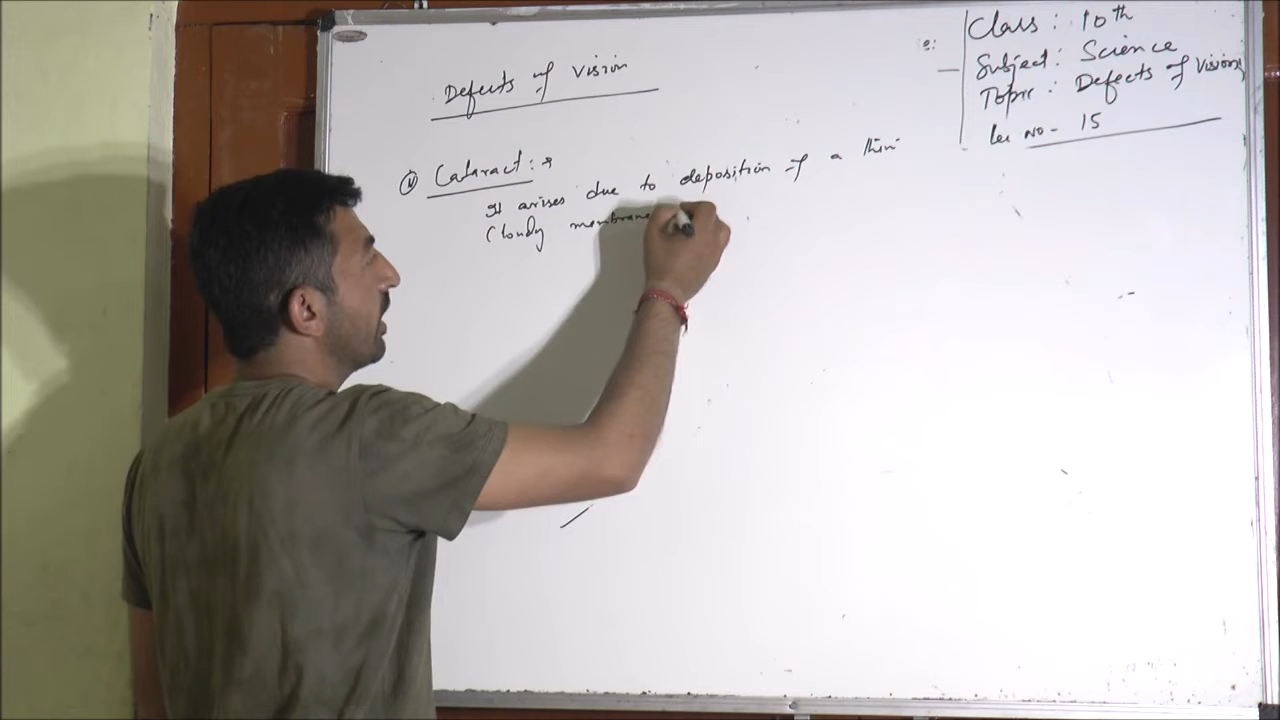 Defects of vision
Class: 10th
Subject: Science
Topic: Defects of Vision
Lec No- 15
Cataract:→
It arises due to deposition of a thin
Cloudy membrane